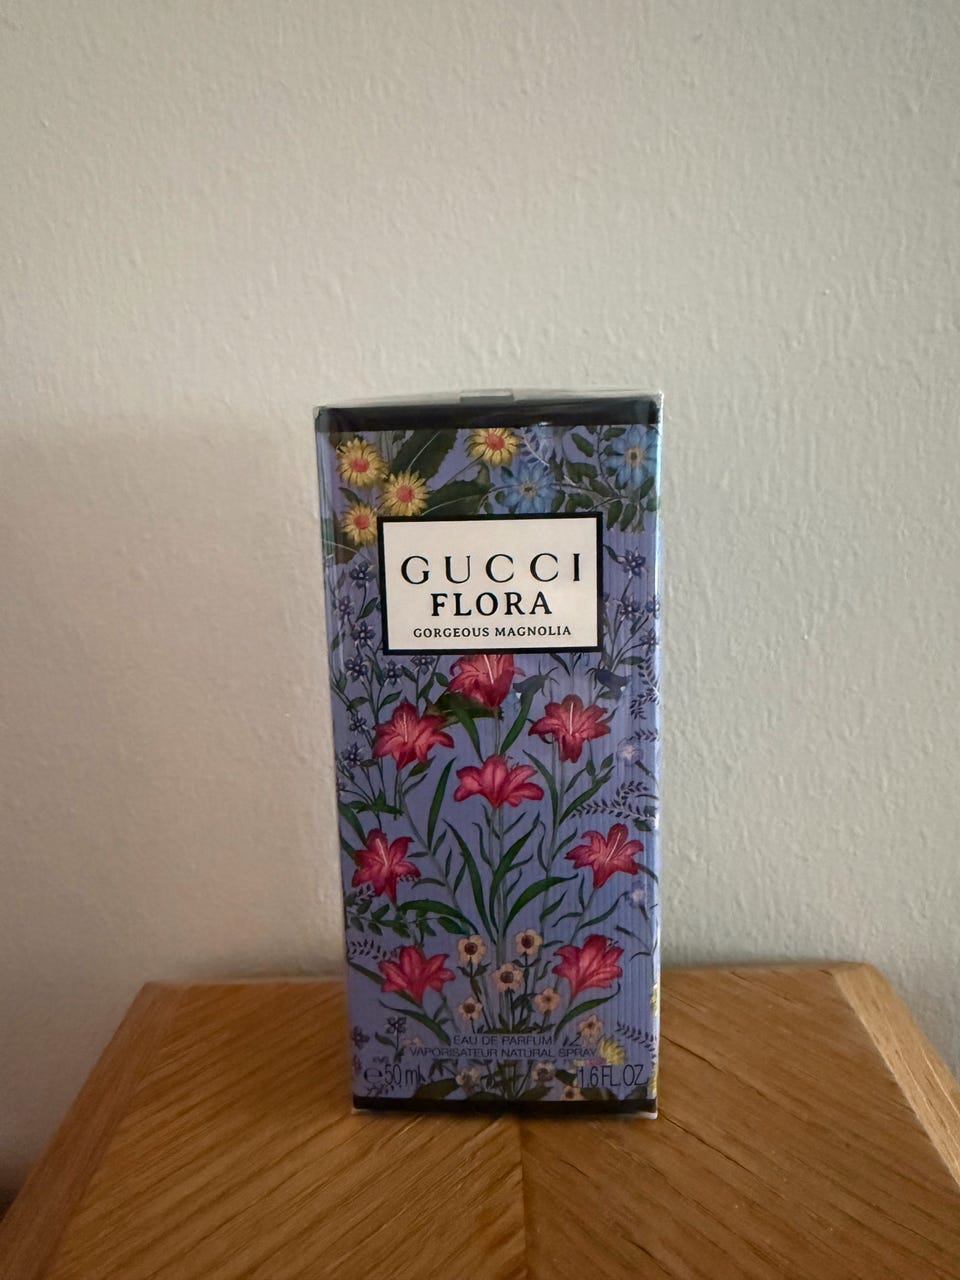 GUCCI
FLORA
GORGEOUS MAGNOLIA
EAU DE PARFUM
VAPORISATEUR NATURAL SPRAY
℮50 ml 1.6 FL.OZ.